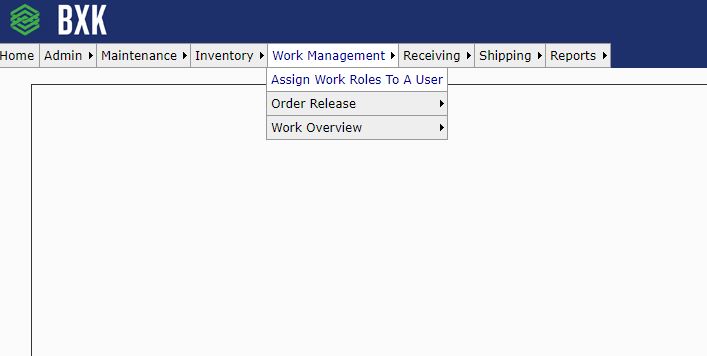 BXK
Home Admin Maintenance Inventory Work Management Receiving Shipping Reports
Assign Work Roles To A User
Order Release
Work Overview